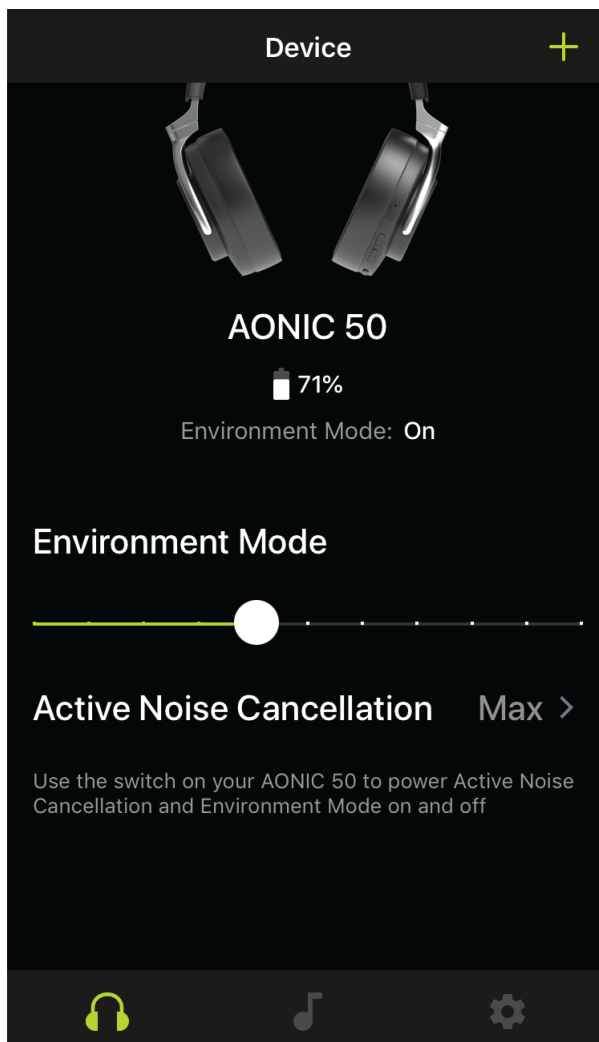 Device
AONIC 50
71%
Environment Mode: On
Environment Mode
Active Noise Cancellation Max
Use the switch on your AONIC 50 to power Active Noise
Cancellation and Environment Mode on and off